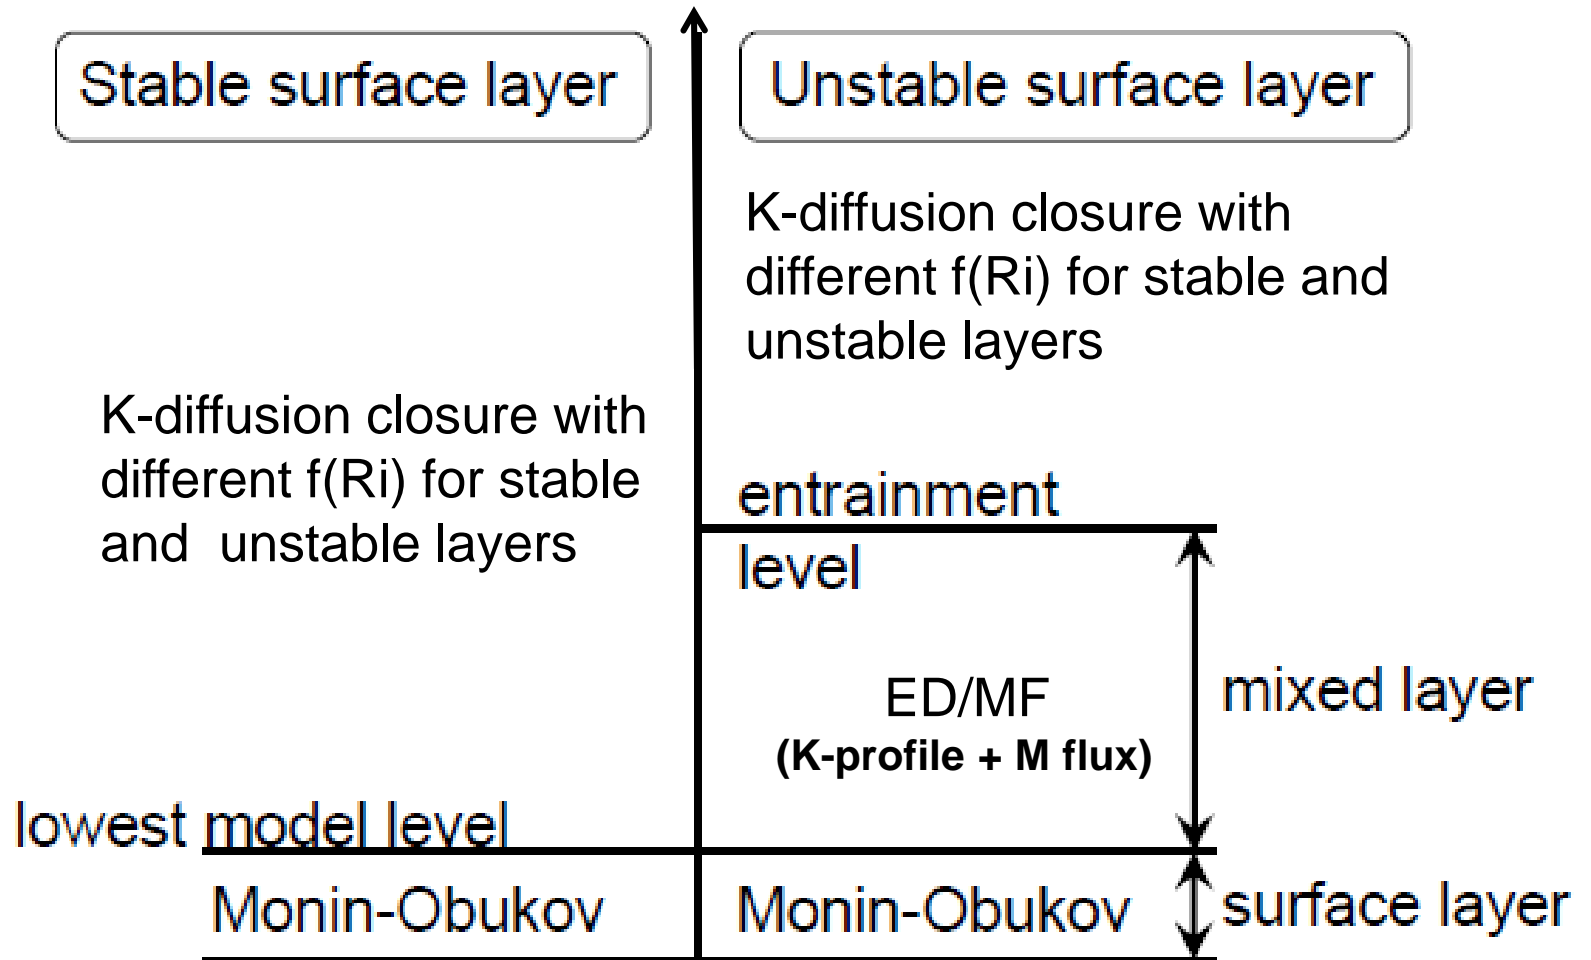 Stable surface layer
Unstable surface layer
K-diffusion closure with
different f(Ri) for stable and
unstable layers
K-diffusion closure with
different f(Ri) for stable
and unstable layers
entrainment
level
ED/MF
(K-profile + M flux)
mixed layer
lowest model level
Monin-Obukov
Monin-Obukov
surface layer